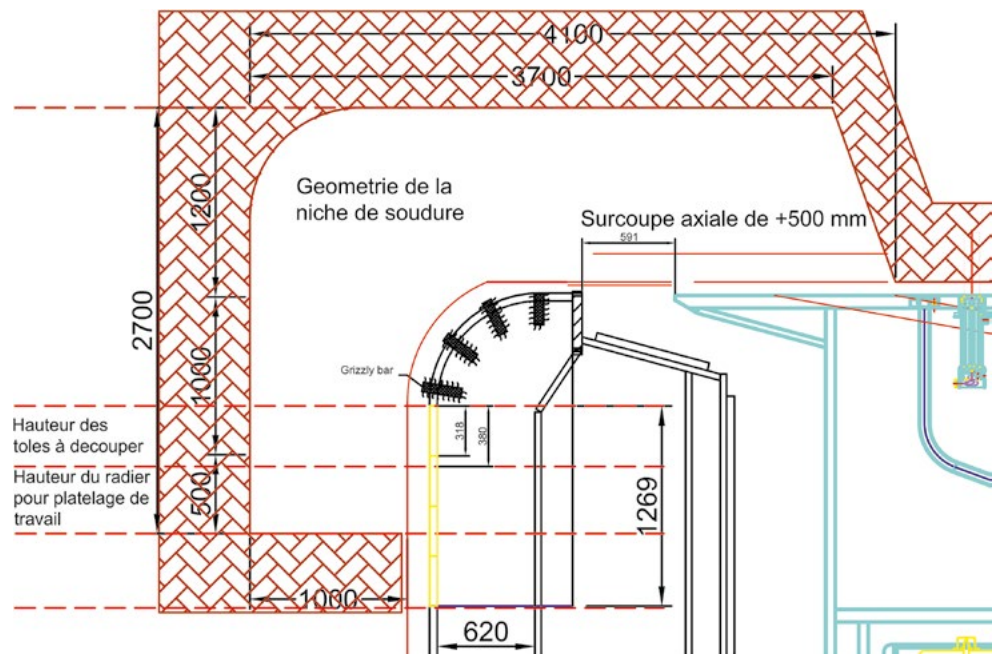 4100
3700
Geometrie de la
niche de soudure
Surcoupe axiale de +500 mm
591
1200
2700
1000
500
Grizzly bar
318
380
Hauteur des
toles à decouper
Hauteur du radier
pour platelage de
travail
1269
1000
620